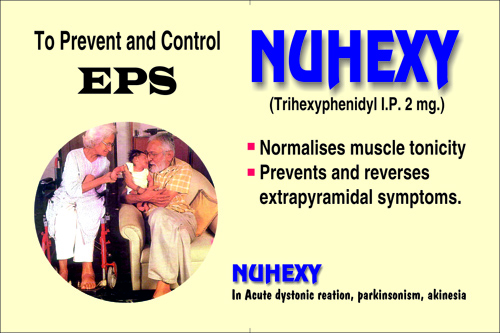 To Prevent and Control
EPS
NUHEXY
(Trihexyphenidyl I.P. 2 mg.)
Normalises muscle tonicity
Prevents and reverses
extrapyramidal symptoms.
NUHEXY
In Acute dystonic reation, parkinsonism, akinesia